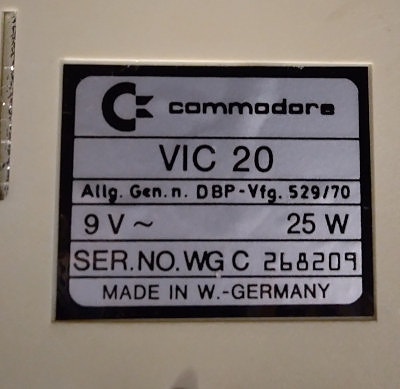 commodore
VIC 20
Allg. Gen. n. DBP-Vfg. 529/70
9 V ~ 25 W
SER.NO. WG C 268209
MADE IN W.-GERMANY